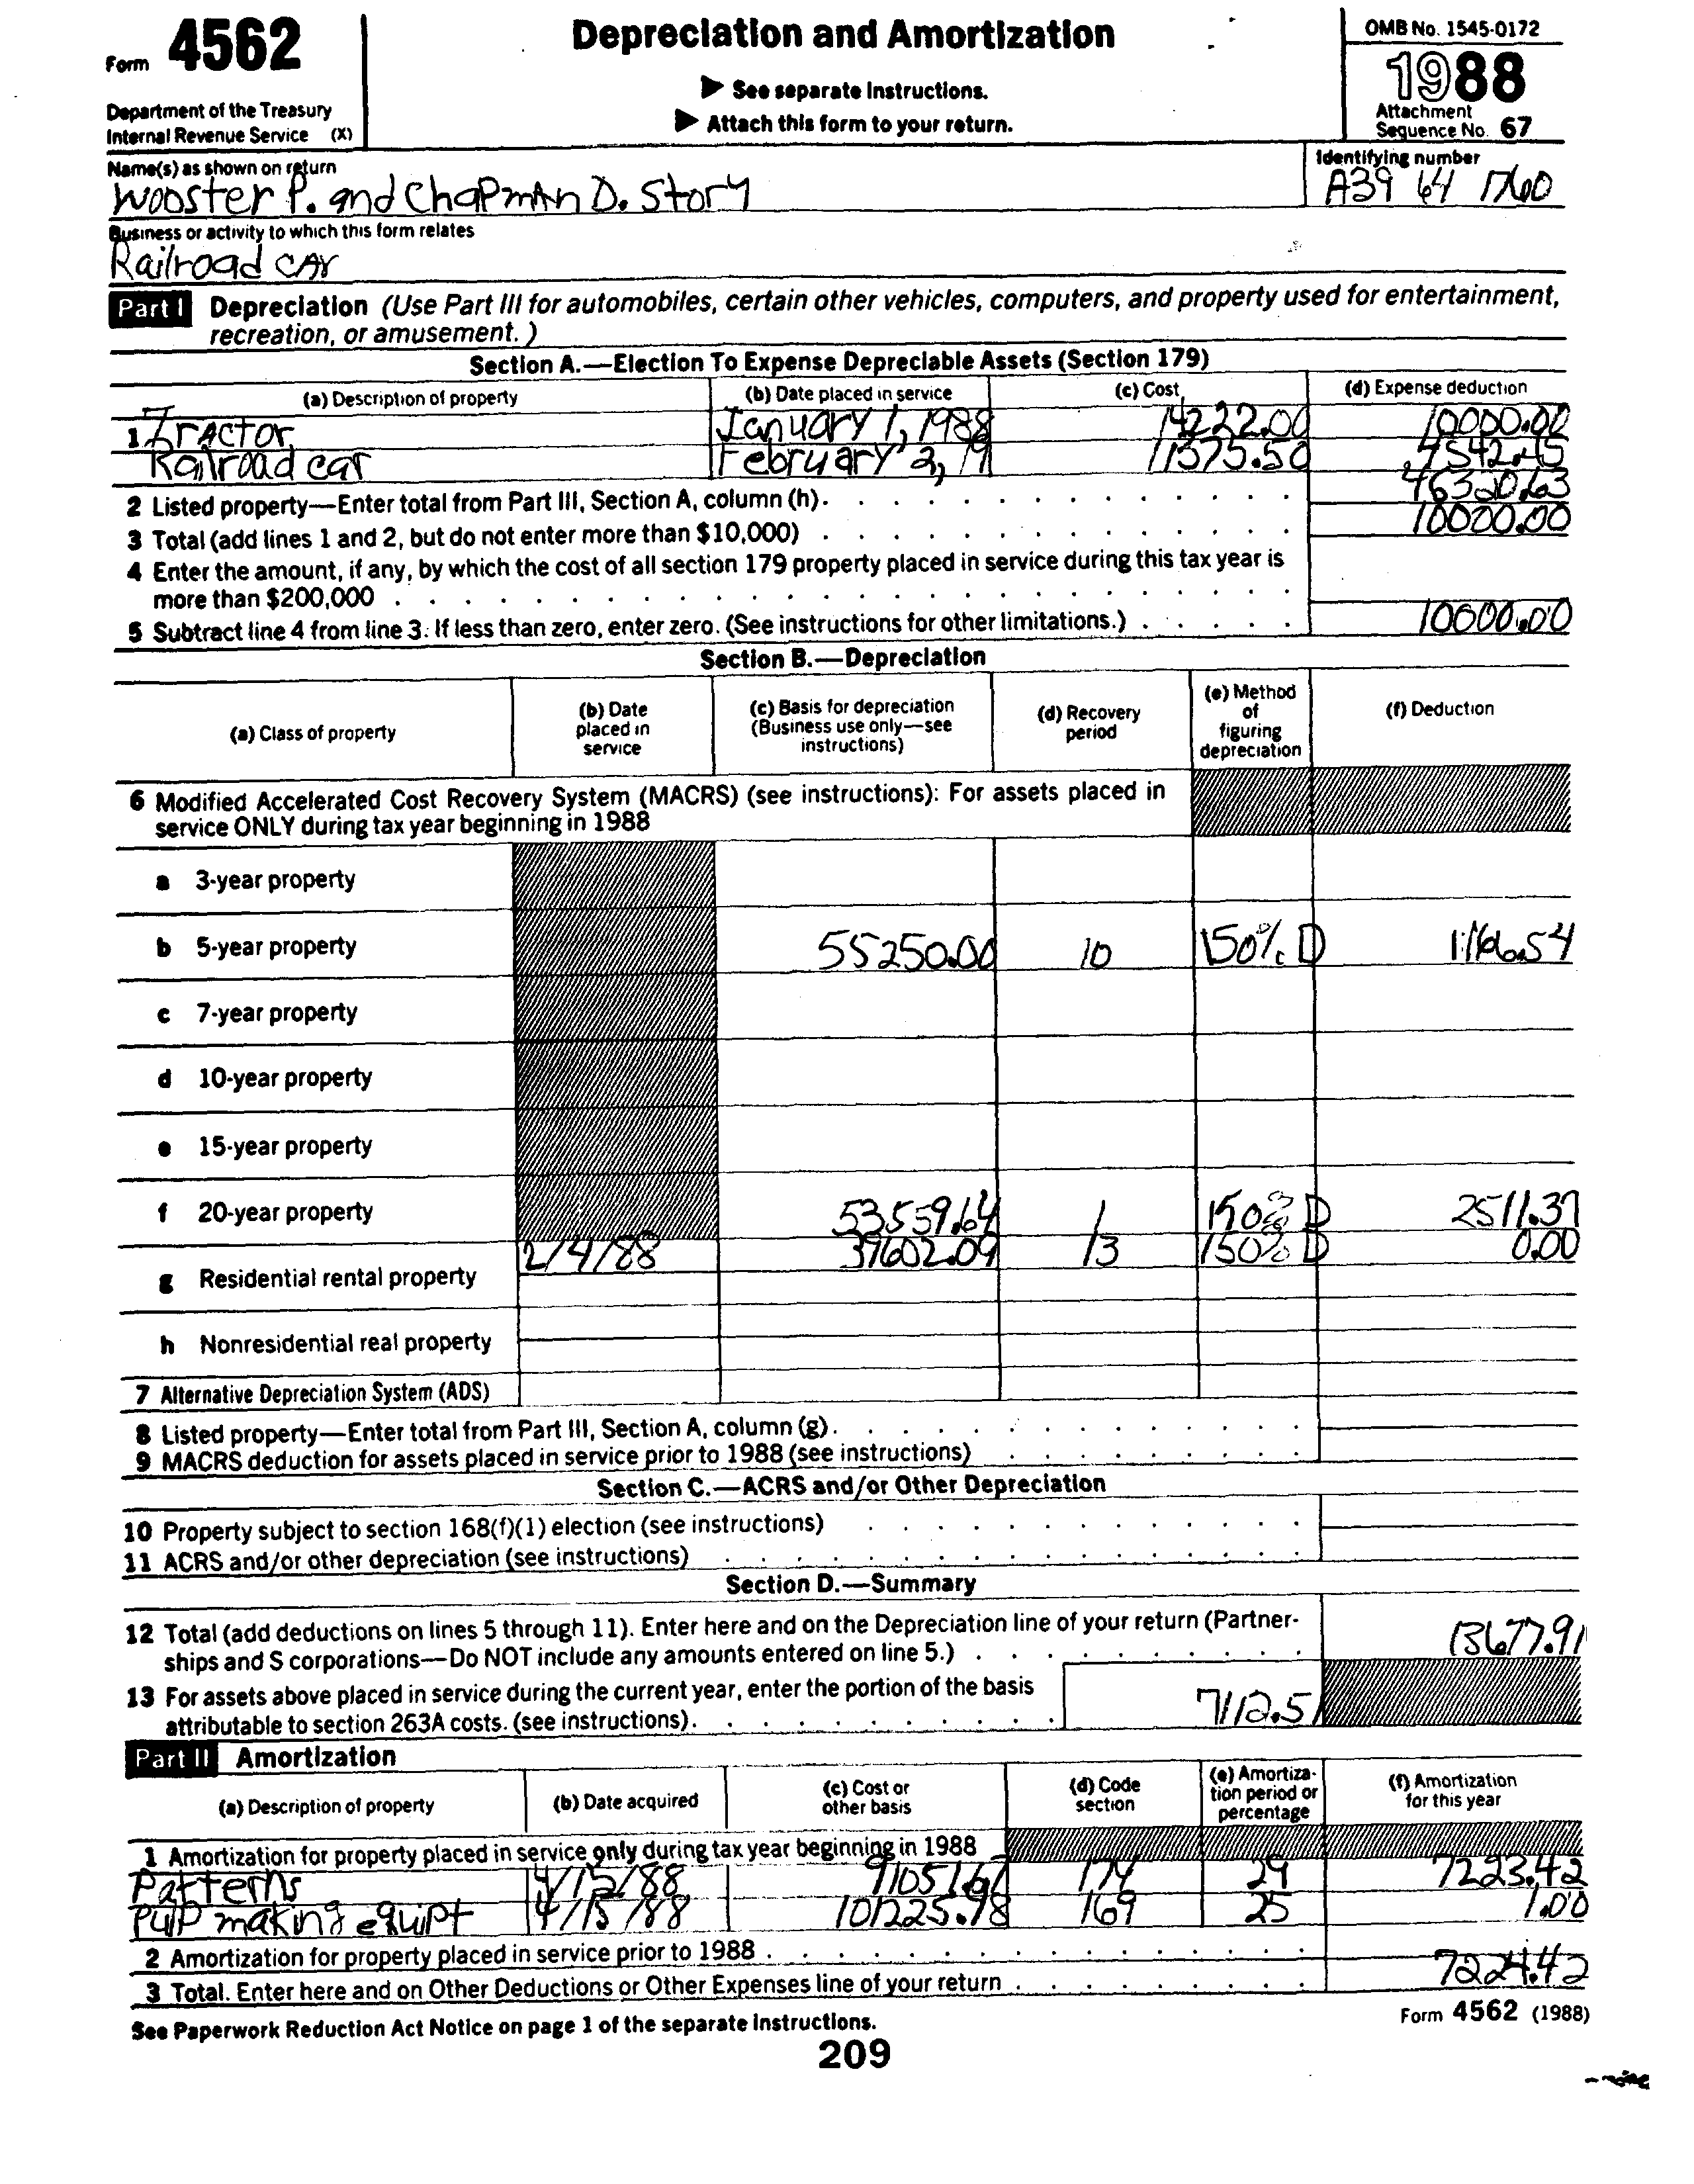 Form 4562
Department of the Treasury
Internal Revenue Service (X)
Depreciation and Amortization
► See separate instructions.
► Attach this form to your return.
OMB No. 1545-0172
1988
Attachment
Sequence No. 67
Name(s) as shown on return
Wooster P. and Chapman D. Story
Identifying number
A39 64
Business or activity to which this form relates
Railroad car
Part I Depreciation (Use Part III for automobiles, certain other vehicles, computers, and property used for entertainment,
recreation, or amusement. )
Section A.—Election To Expense Depreciable Assets (Section 179)
(a) Description of property (b) Date placed in service (c) Cost (d) Expense deduction
1 Tractor January 1, 1988 14222.00 10000.00
Railroad car February 2, 19 11375.50 4542.45
2 Listed property—Enter total from Part III, Section A, column (h). 46320.63
3 Total (add lines 1 and 2, but do not enter more than $10,000) 10000.00
4 Enter the amount, if any, by which the cost of all section 179 property placed in service during this tax year is
more than $200,000
5 Subtract line 4 from line 3. If less than zero, enter zero. (See instructions for other limitations.) 10000.00
Section B.—Depreciation
(a) Class of property (b) Date placed in service (c) Basis for depreciation (Business use only—see instructions) (d) Recovery period (e) Method of figuring depreciation (f) Deduction
6 Modified Accelerated Cost Recovery System (MACRS) (see instructions): For assets placed in
service ONLY during tax year beginning in 1988
a 3-year property
b 5-year property 55250.00 10 150% D 1166.54
c 7-year property
d 10-year property
e 15-year property
f 20-year property 53559.64 1 150% D 2511.37
2/4/88 39602.09 13 150% D 0.00
g Residential rental property
h Nonresidential real property
7 Alternative Depreciation System (ADS)
8 Listed property—Enter total from Part III, Section A, column (g).
9 MACRS deduction for assets placed in service prior to 1988 (see instructions)
Section C.—ACRS and/or Other Depreciation
10 Property subject to section 168(f)(1) election (see instructions)
11 ACRS and/or other depreciation (see instructions)
Section D.—Summary
12 Total (add deductions on lines 5 through 11). Enter here and on the Depreciation line of your return (Partner-
ships and S corporations—Do NOT include any amounts entered on line 5.) 13677.91
13 For assets above placed in service during the current year, enter the portion of the basis
attributable to section 263A costs. (see instructions). 7112.51
Part II Amortization
(a) Description of property (b) Date acquired (c) Cost or other basis (d) Code section (e) Amortiza-tion period or percentage (f) Amortization for this year
1 Amortization for property placed in service only during tax year beginning in 1988
Patterns 4/15/88 174 29 7223.42
Pulp making equipt 4/15/88 101225.98 169 25 1.00
2 Amortization for property placed in service prior to 1988
3 Total. Enter here and on Other Deductions or Other Expenses line of your return 7224.42
See Paperwork Reduction Act Notice on page 1 of the separate instructions.
Form 4562 (1988)
209